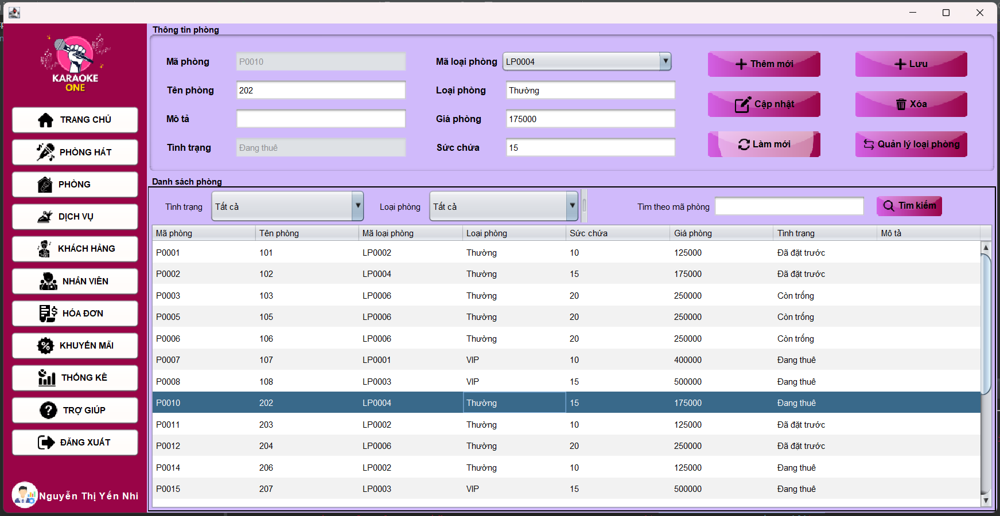 Thông tin phòng
KARAOKE
ONE
TRANG CHỦ
PHÒNG HÁT
PHÒNG
DỊCH VỤ
KHÁCH HÀNG
NHÂN VIÊN
HÓA ĐƠN
KHUYẾN MÃI
THỐNG KÊ
TRỢ GIÚP
ĐĂNG XUẤT
Nguyễn Thị Yến Nhi
Mã phòng P0010 Mã loại phòng LP0004 Thêm mới Lưu
Tên phòng 202 Loại phòng Thường
Cập nhật Xóa
Mô tả Giá phòng 175000
Tình trạng Đang thuê Sức chứa 15 Làm mới Quản lý loại phòng
Danh sách phòng
Tình trạng Tất cả Loại phòng Tất cả Tìm theo mã phòng Tìm kiếm
Mã phòng Tên phòng Mã loại phòng Loại phòng Sức chứa Giá phòng Tình trạng Mô tả
P0001 101 LP0002 Thường 10 125000 Đã đặt trước
P0002 102 LP0004 Thường 15 175000 Đã đặt trước
P0003 103 LP0006 Thường 20 250000 Còn trống
P0005 105 LP0006 Thường 20 250000 Còn trống
P0006 106 LP0006 Thường 20 250000 Còn trống
P0007 107 LP0001 VIP 10 400000 Đang thuê
P0008 108 LP0003 VIP 15 500000 Đang thuê
P0010 202 LP0004 Thường 15 175000 Đang thuê
P0011 203 LP0002 Thường 10 125000 Đã đặt trước
P0012 204 LP0006 Thường 20 250000 Đã đặt trước
P0014 206 LP0002 Thường 10 125000 Đang thuê
P0015 207 LP0003 VIP 15 500000 Đang thuê